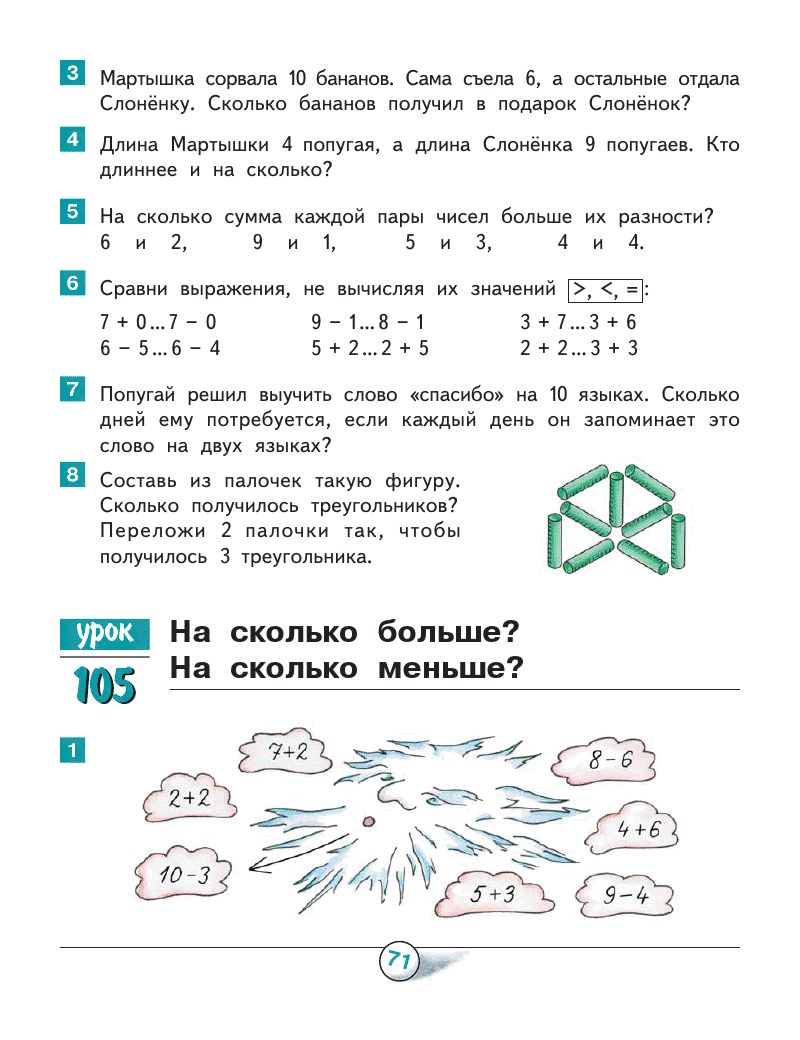 3 Мартышка сорвала 10 бананов. Сама съела 6, а остальные отдала
Слонёнку. Сколько бананов получил в подарок Слонёнок?
4 Длина Мартышки 4 попугая, а длина Слонёнка 9 попугаев. Кто
длиннее и на сколько?
5 На сколько сумма каждой пары чисел больше их разности?
6 и 2, 9 и 1, 5 и 3, 4 и 4.
6 Сравни выражения, не вычисляя их значений >, <, = :
7 + 0 ... 7 − 0 9 − 1 ... 8 − 1 3 + 7 ... 3 + 6
6 − 5 ... 6 − 4 5 + 2 ... 2 + 5 2 + 2 ... 3 + 3
7 Попугай решил выучить слово «спасибо» на 10 языках. Сколько
дней ему потребуется, если каждый день он запоминает это
слово на двух языках?
8 Составь из палочек такую фигуру.
Сколько получилось треугольников?
Переложи 2 палочки так, чтобы
получилось 3 треугольника.
урок
105
На сколько больше?
На сколько меньше?
1
7+2
8−6
2+2
4+6
10−3
5+3
9−4
71